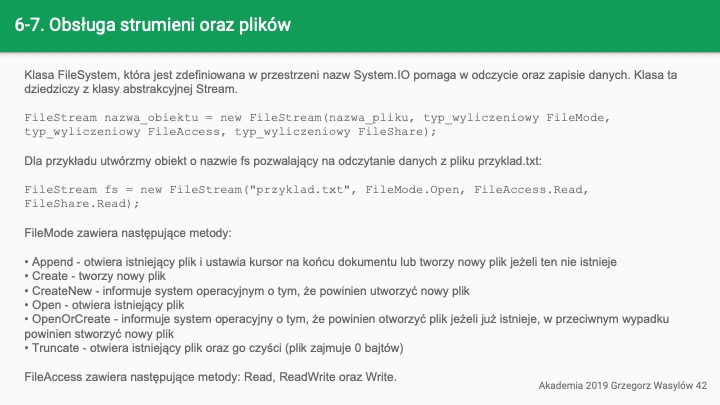 6-7. Obsługa strumieni oraz plików
Klasa FileSystem, która jest zdefiniowana w przestrzeni nazw System.IO pomaga w odczycie oraz zapisie danych. Klasa ta
dziedziczy z klasy abstrakcyjnej Stream.
FileStream nazwa_obiektu = new FileStream(nazwa_pliku, typ_wyliczeniowy FileMode,
typ_wyliczeniowy FileAccess, typ_wyliczeniowy FileShare);
Dla przykładu utwórzmy obiekt o nazwie fs pozwalający na odczytanie danych z pliku przyklad.txt:
FileStream fs = new FileStream("przyklad.txt", FileMode.Open, FileAccess.Read,
FileShare.Read);
FileMode zawiera następujące metody:
• Append - otwiera istniejący plik i ustawia kursor na końcu dokumentu lub tworzy nowy plik jeżeli ten nie istnieje
• Create - tworzy nowy plik
• CreateNew - informuje system operacyjnym o tym, że powinien utworzyć nowy plik
• Open - otwiera istniejący plik
• OpenOrCreate - informuje system operacyjny o tym, że powinien otworzyć plik jeżeli już istnieje, w przeciwnym wypadku
powinien stworzyć nowy plik
• Truncate - otwiera istniejący plik oraz go czyści (plik zajmuje 0 bajtów)
FileAccess zawiera następujące metody: Read, ReadWrite oraz Write.
Akademia 2019 Grzegorz Wasylów 42